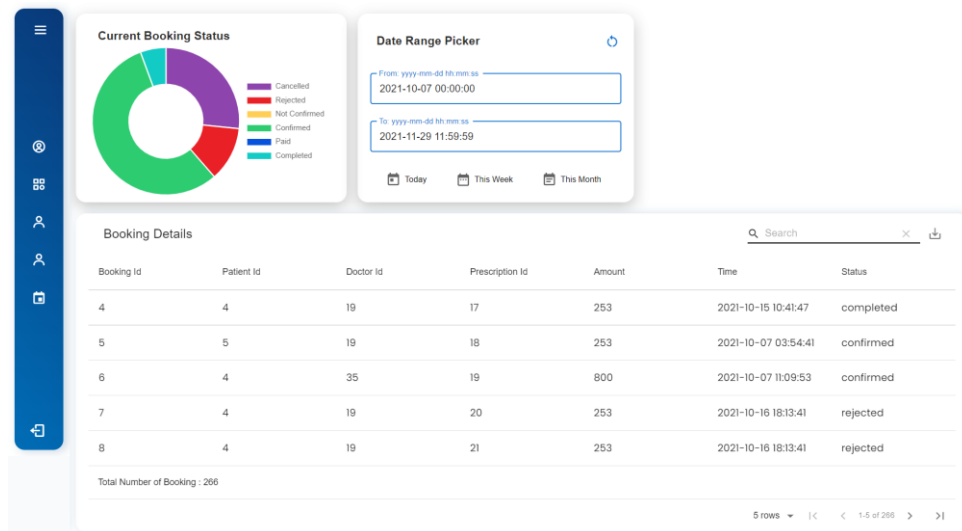 Current Booking Status
Cancelled
Rejected
Not Confirmed
Confirmed
Paid
Completed
Date Range Picker
From: yyyy-mm-dd hh:mm:ss
2021-10-07 00:00:00
To: yyyy-mm-dd hh:mm:ss
2021-11-29 11:59:59
Today This Week This Month
Booking Details
Search
Booking Id Patient Id Doctor Id Prescription Id Amount Time Status
4 4 19 17 253 2021-10-15 10:41:47 completed
5 5 19 18 253 2021-10-07 03:54:41 confirmed
6 4 35 19 800 2021-10-07 11:09:53 confirmed
7 4 19 20 253 2021-10-16 18:13:41 rejected
8 4 19 21 253 2021-10-16 18:13:41 rejected
Total Number of Booking : 266
5 rows 1-5 of 266